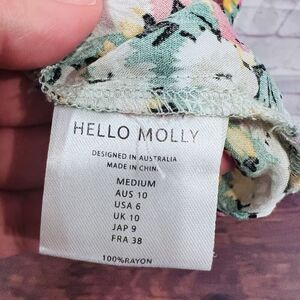 HELLO MOLLY
DESIGNED IN AUSTRALIA
MADE IN CHINA
MEDIUM
AUS 10
USA 6
UK 10
JAP 9
FRA 38
100%RAYON